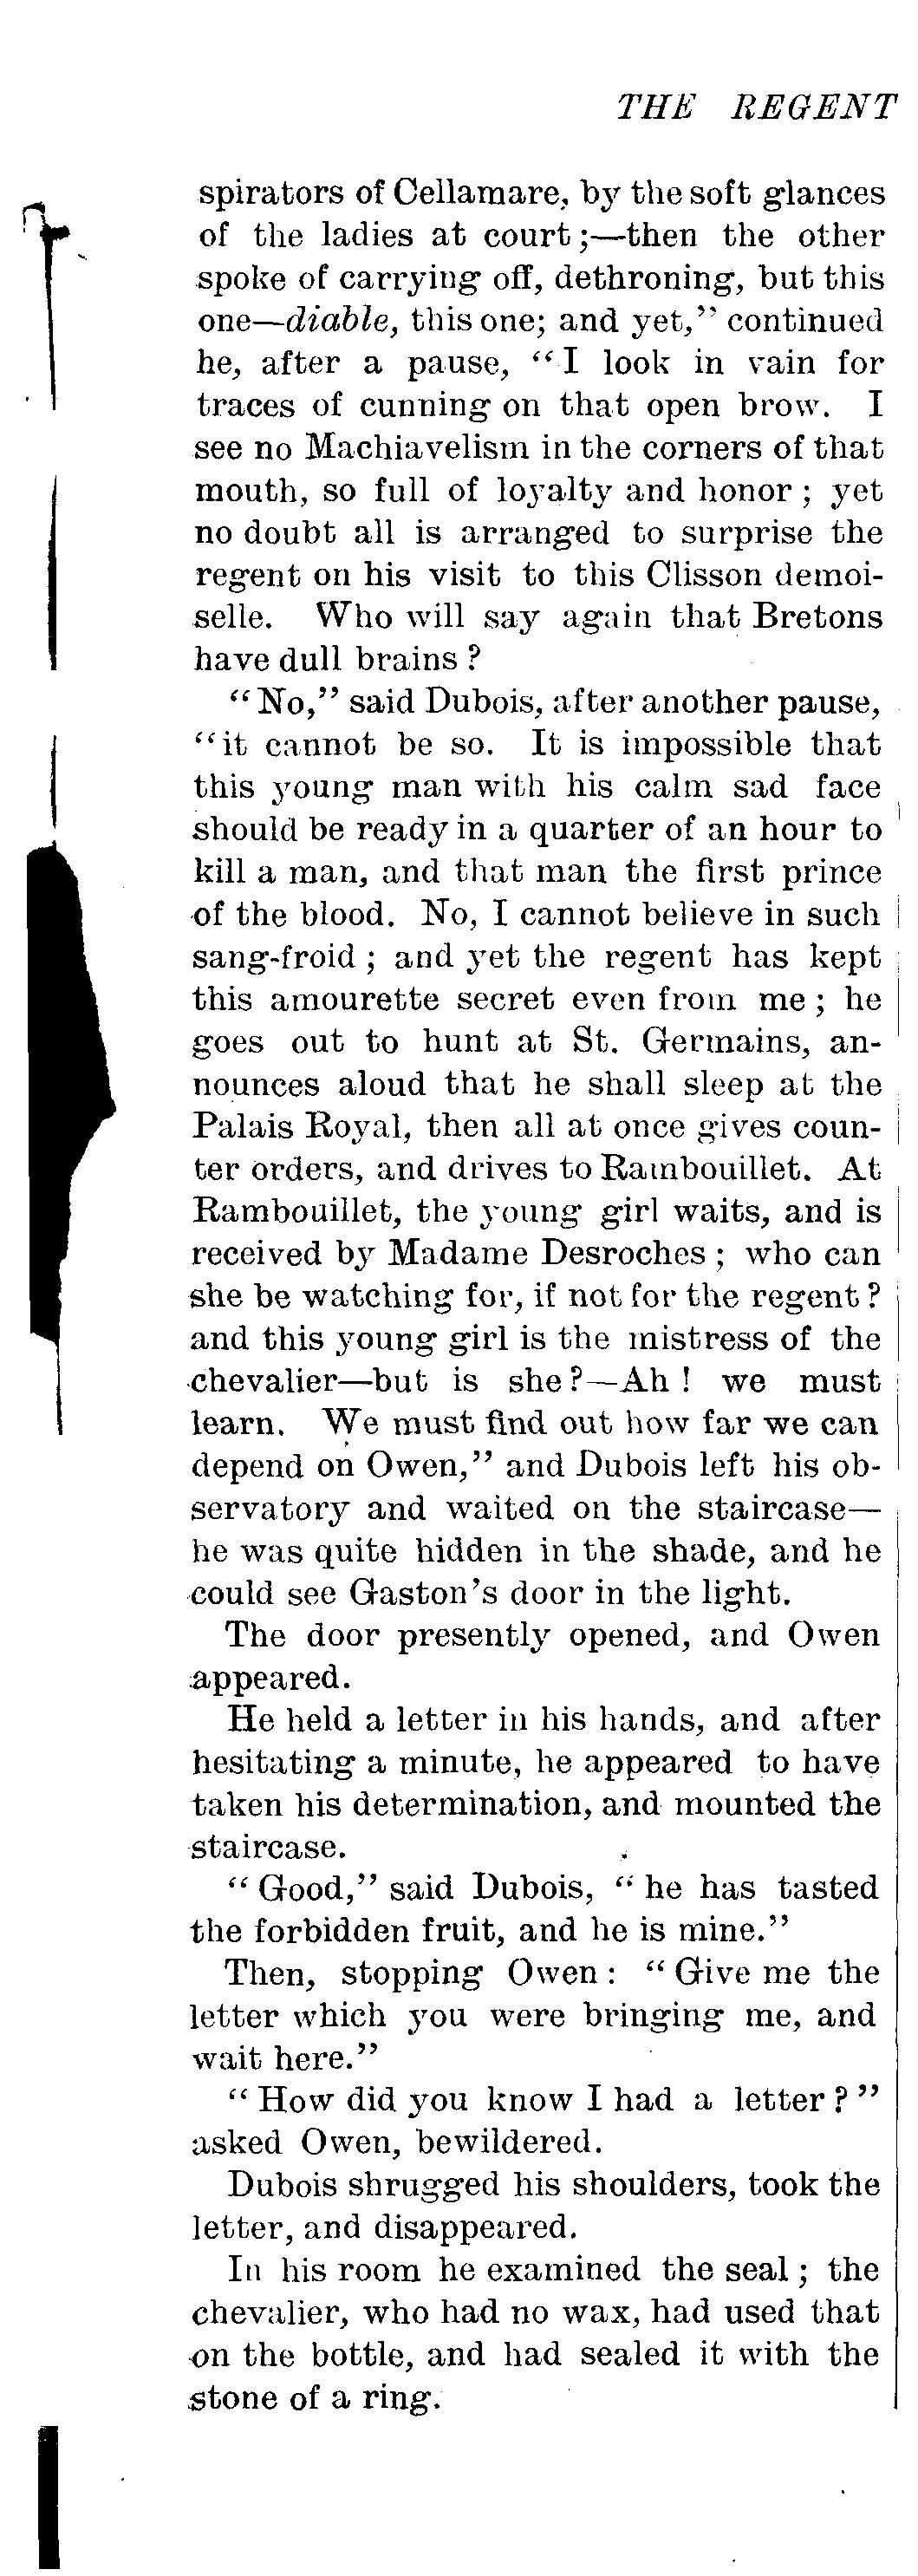 THE REGENT
spirators of Cellamare, by the soft glances
of the ladies at court ;—then the other
spoke of carrying off, dethroning, but this
one—diable, this one; and yet,” continued
he, after a pause, “I look in vain for
traces of cunning on that open brow. I
see no Machiavelism in the corners of that
mouth, so full of loyalty and honor ; yet
no doubt all is arranged to surprise the
regent on his visit to this Clisson demoi-
selle. Who will say again that Bretons
have dull brains ?
“No,” said Dubois, after another pause,
“it cannot be so. It is impossible that
this young man with his calm sad face
should be ready in a quarter of an hour to
kill a man, and that man the first prince
of the blood. No, I cannot believe in such
sang-froid ; and yet the regent has kept
this amourette secret even from me ; he
goes out to hunt at St. Germains, an-
nounces aloud that he shall sleep at the
Palais Royal, then all at once gives coun-
ter orders, and drives to Rambouillet. At
Rambouillet, the young girl waits, and is
received by Madame Desroches ; who can
she be watching for, if not for the regent ?
and this young girl is the mistress of the
chevalier—but is she ?—Ah ! we must
learn. We must find out how far we can
depend on Owen,” and Dubois left his ob-
servatory and waited on the staircase—
he was quite hidden in the shade, and he
could see Gaston’s door in the light.
The door presently opened, and Owen
appeared.
He held a letter in his hands, and after
hesitating a minute, he appeared to have
taken his determination, and mounted the
staircase.
“ Good,” said Dubois, “ he has tasted
the forbidden fruit, and he is mine.”
Then, stopping Owen : “ Give me the
letter which you were bringing me, and
wait here.”
“ How did you know I had a letter ? ”
asked Owen, bewildered.
Dubois shrugged his shoulders, took the
letter, and disappeared.
In his room he examined the seal ; the
chevalier, who had no wax, had used that
on the bottle, and had sealed it with the
stone of a ring.